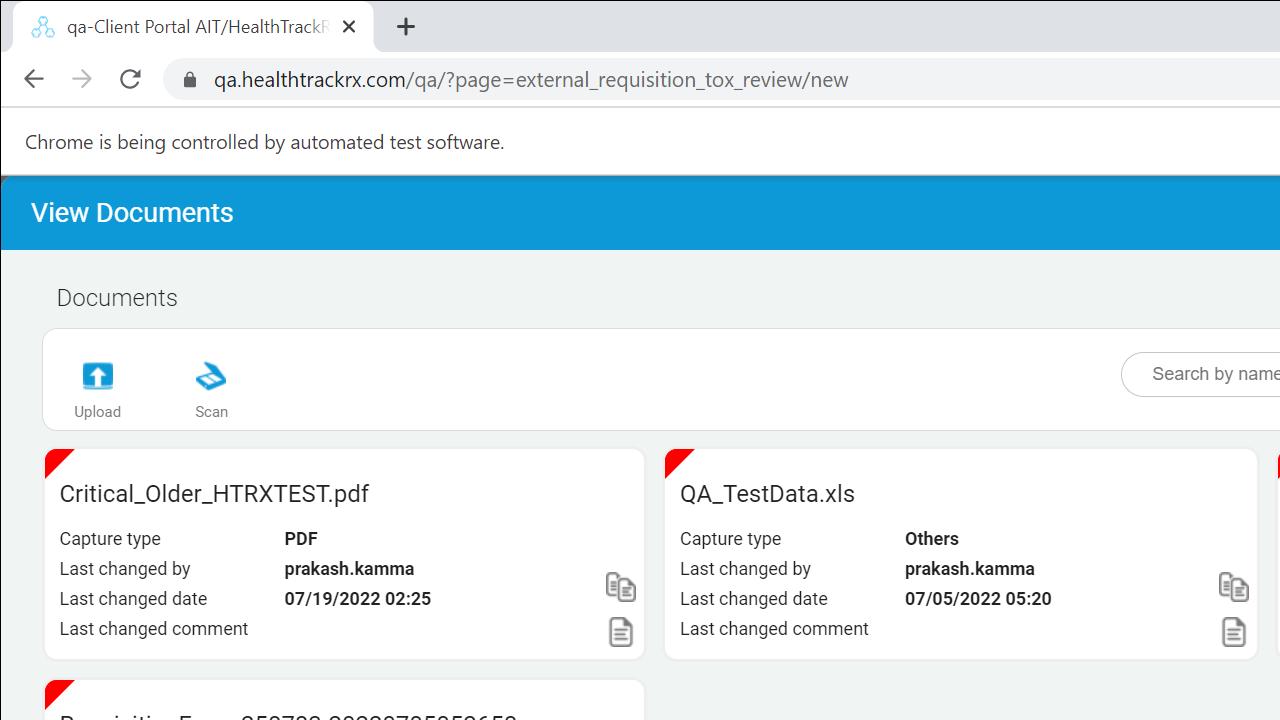 qa-Client Portal AIT/HealthTrackR
qa.healthtrackrx.com/qa/?page=external_requisition_tox_review/new
Chrome is being controlled by automated test software.
View Documents
Documents
Upload
Scan
Search by name
Critical_Older_HTRXTEST.pdf
Capture type PDF
Last changed by prakash.kamma
Last changed date 07/19/2022 02:25
Last changed comment
QA_TestData.xls
Capture type Others
Last changed by prakash.kamma
Last changed date 07/05/2022 05:20
Last changed comment